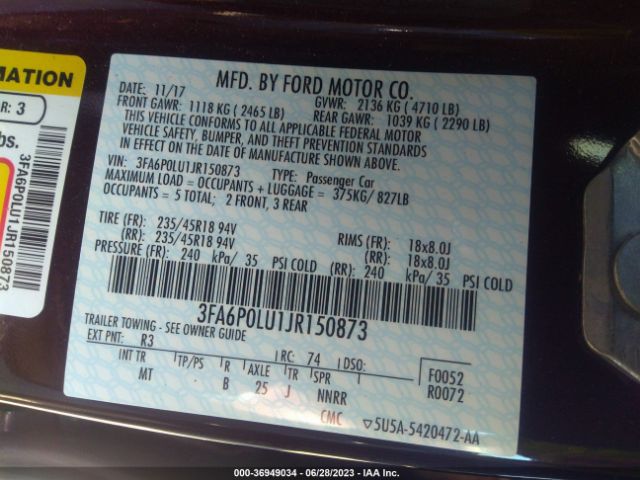 MATION
AR: 3
lbs.
3FA6P0LU1JR150873
MFD. BY FORD MOTOR CO.
DATE: 11/17 GVWR: 2136 KG ( 4710 LB)
FRONT GAWR: 1118 KG ( 2465 LB) REAR GAWR: 1039 KG ( 2290 LB)
THIS VEHICLE CONFORMS TO ALL APPLICABLE FEDERAL MOTOR
VEHICLE SAFETY, BUMPER, AND THEFT PREVENTION STANDARDS
IN EFFECT ON THE DATE OF MANUFACTURE SHOWN ABOVE.
VIN: 3FA6P0LU1JR150873 TYPE: Passenger Car
MAXIMUM LOAD = OCCUPANTS + LUGGAGE = 375KG/ 827LB
OCCUPANTS = 5 TOTAL; 2 FRONT, 3 REAR
TIRE (FR): 235/45R18 94V RIMS (FR): 18x8.0J
(RR): 235/45R18 94V (RR): 18x8.0J
PRESSURE (FR): 240 kPa/ 35 PSI COLD (RR): 240 kPa/ 35 PSI COLD
3FA6P0LU1JR150873
TRAILER TOWING - SEE OWNER GUIDE
EXT PNT: R3 RC: 74 DSO:
INT TR TP/PS R AXLE TR SPR F0052
MT B 25 J NNRR R0072
CMC 5U5A-5420472-AA
000-36949034 - 06/28/2023 - IAA Inc.